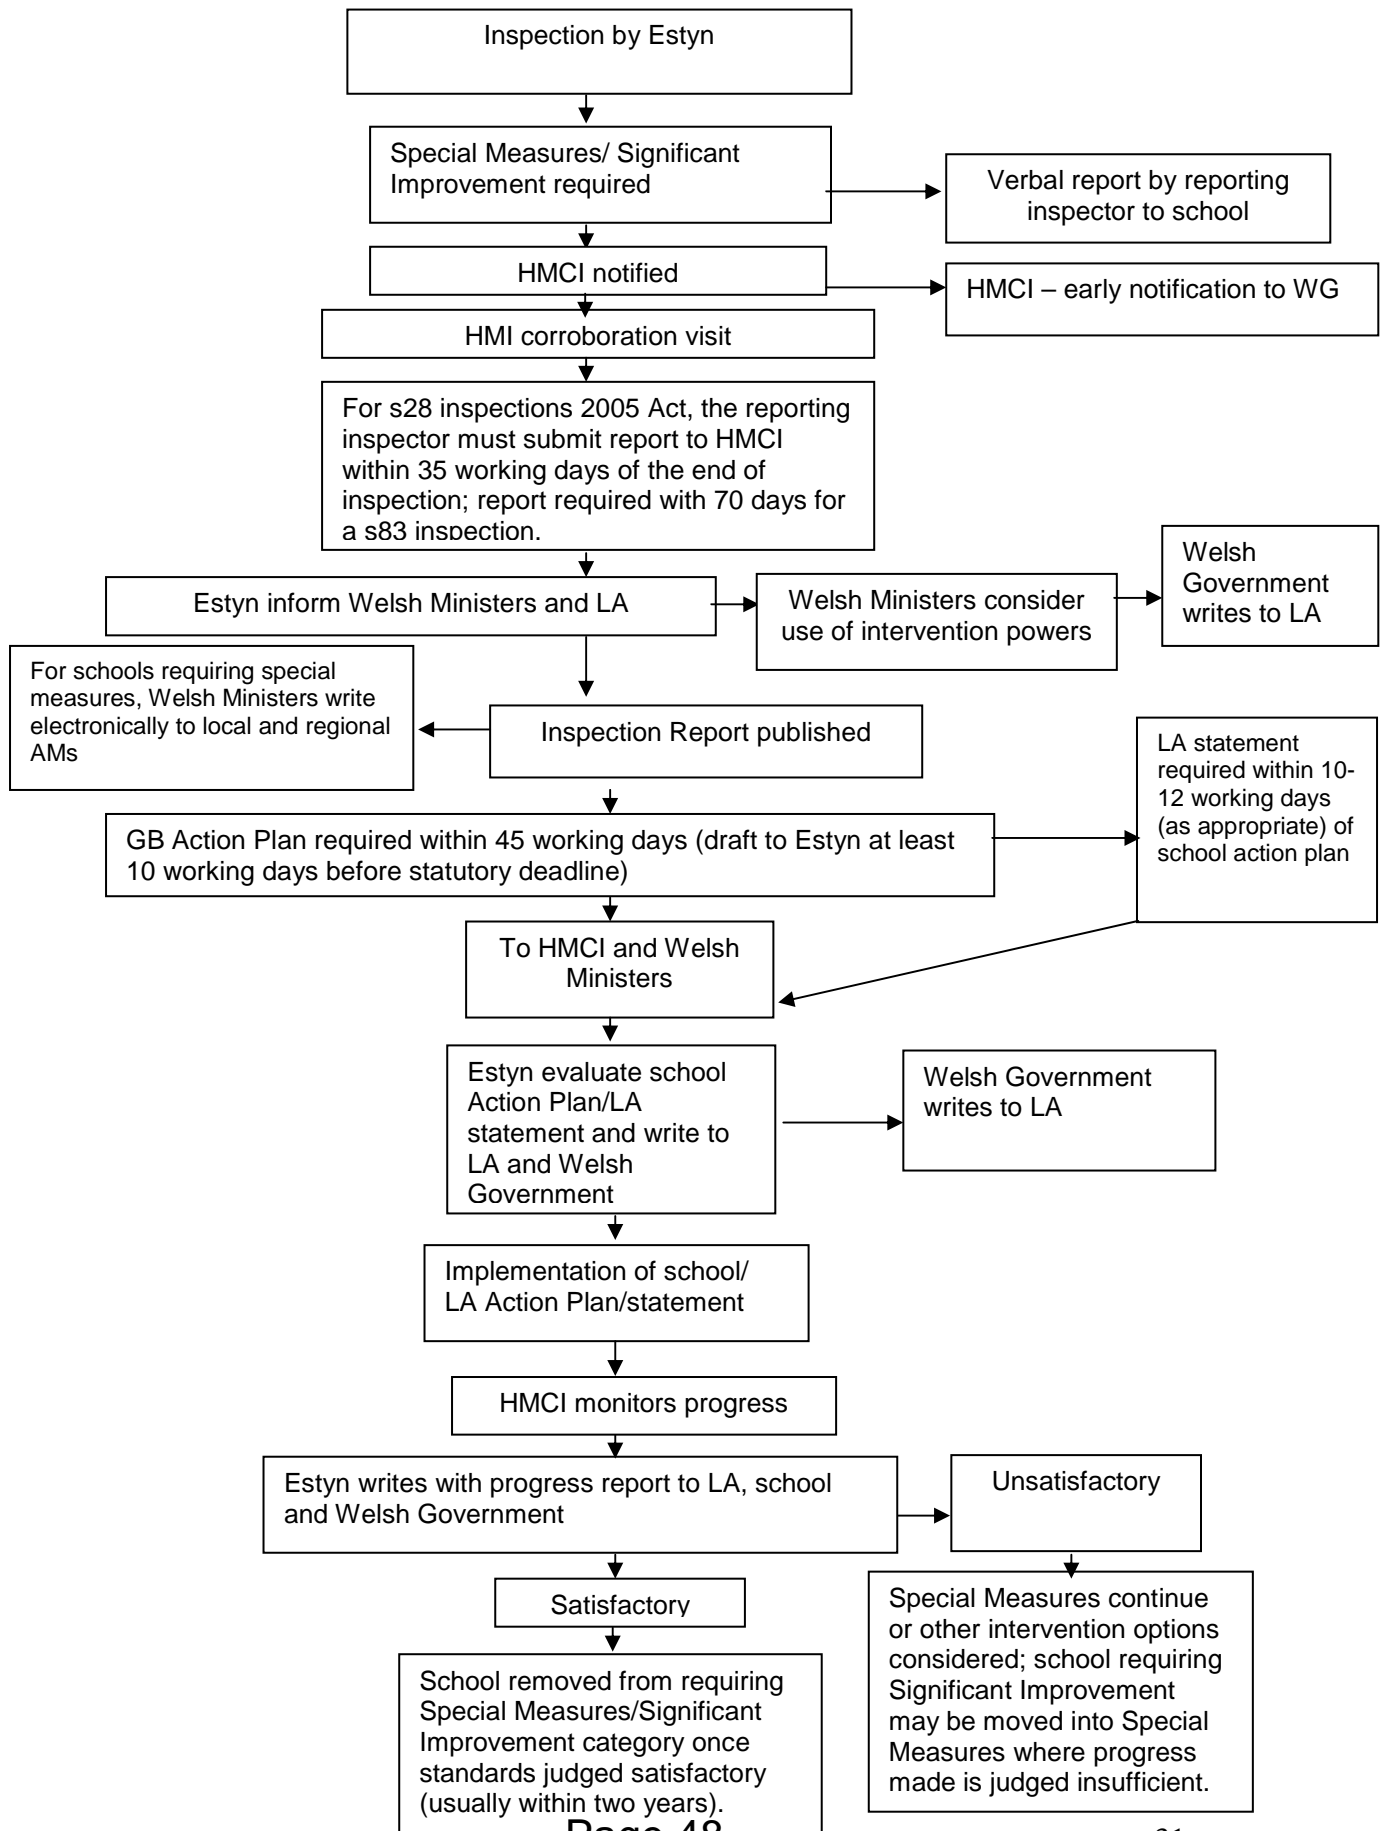 Inspection by Estyn
Special Measures/ Significant
Improvement required
Verbal report by reporting
inspector to school
HMCI notified
HMCI – early notification to WG
HMI corroboration visit
For s28 inspections 2005 Act, the reporting
inspector must submit report to HMCI
within 35 working days of the end of
inspection; report required with 70 days for
a s83 inspection.
Estyn inform Welsh Ministers and LA
Welsh Ministers consider
use of intervention powers
Welsh
Government
writes to LA
For schools requiring special
measures, Welsh Ministers write
electronically to local and regional
AMs
Inspection Report published
LA statement
required within 10-
12 working days
(as appropriate) of
school action plan
GB Action Plan required within 45 working days (draft to Estyn at least
10 working days before statutory deadline)
To HMCI and Welsh
Ministers
Estyn evaluate school
Action Plan/LA
statement and write to
LA and Welsh
Government
Welsh Government
writes to LA
Implementation of school/
LA Action Plan/statement
HMCI monitors progress
Estyn writes with progress report to LA, school
and Welsh Government
Unsatisfactory
Satisfactory
Special Measures continue
or other intervention options
considered; school requiring
Significant Improvement
may be moved into Special
Measures where progress
made is judged insufficient.
School removed from requiring
Special Measures/Significant
Improvement category once
standards judged satisfactory
(usually within two years).
Page 48